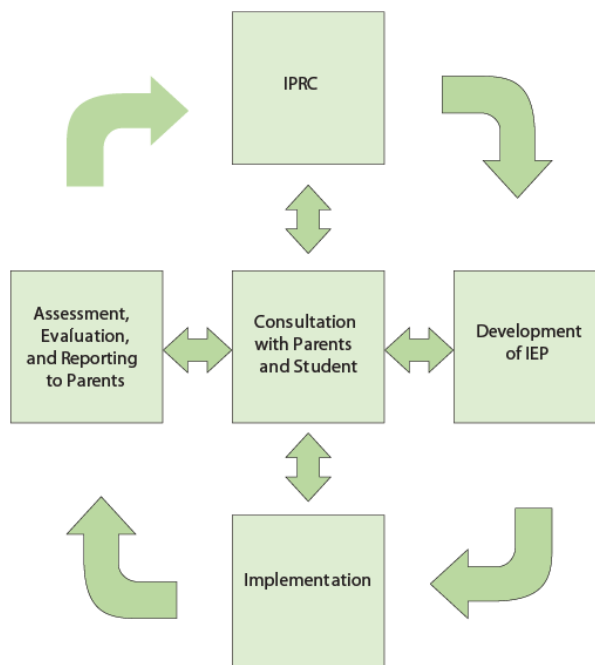 IPRC
Assessment,
Evaluation,
and Reporting
to Parents
Consultation
with Parents
and Student
Development
of IEP
Implementation